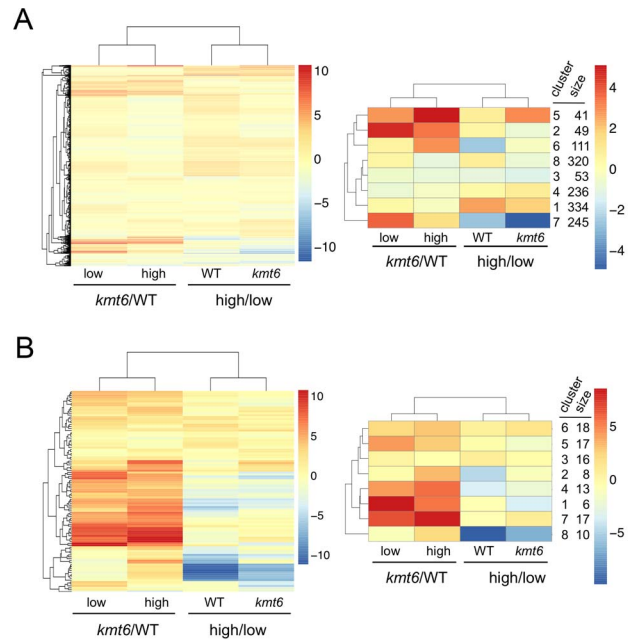 A
10
5
0
−5
−10
low high WT kmt6
kmt6/WT high/low
cluster size
5 41
2 49
6 111
8 320
3 53
4 236
1 334
7 245
4
2
0
−2
−4
low high WT kmt6
kmt6/WT high/low
B
10
5
0
−5
−10
low high WT kmt6
kmt6/WT high/low
cluster size
6 18
5 17
3 16
2 8
4 13
1 6
7 17
8 10
5
0
−5
low high WT kmt6
kmt6/WT high/low